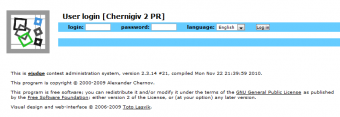 User login [Chernigiv 2 PR]
login: password: language: English Log in
This is ejudge contest administration system, version 2.3.14 #21, compiled Mon Nov 22 21:39:59 2010.
This program is copyright © 2000-2009 Alexander Chernov.
This program is free software; you can redistribute it and/or modify it under the terms of the GNU General Public License as published
by the Free Software Foundation; either version 2 of the License, or (at your option) any later version.
Visual design and web-interface © 2006-2009 Toto Lasvik.